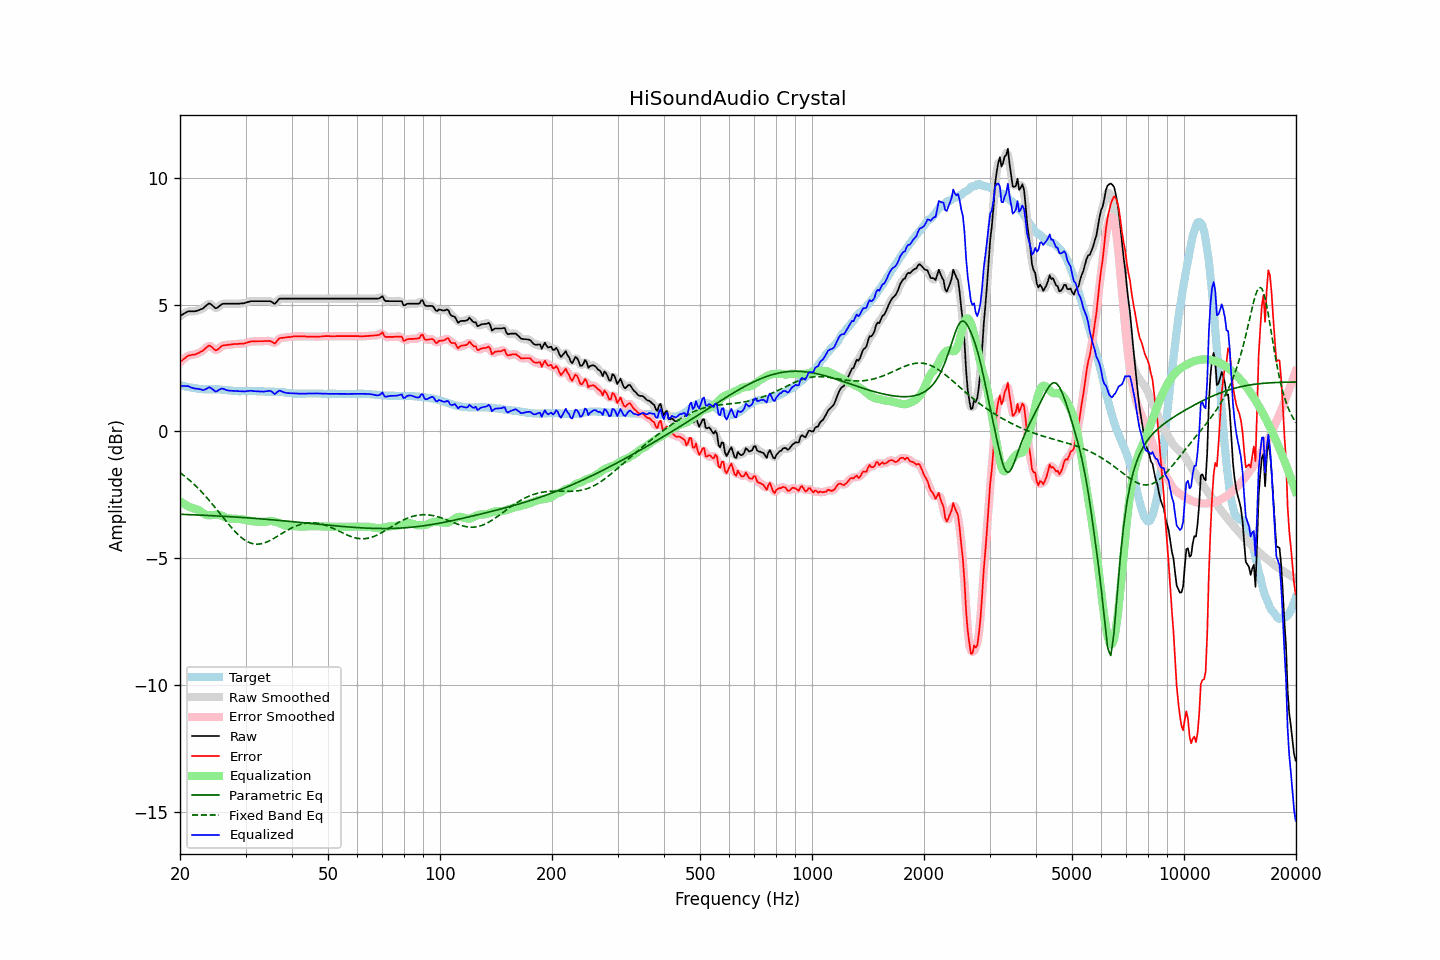 HiSoundAudio Crystal
Amplitude (dBr)
10
5
0
−5
−10
−15
Target
Raw Smoothed
Error Smoothed
Raw
Error
Equalization
Parametric Eq
Fixed Band Eq
Equalized
20 50 100 200 500 1000 2000 5000 10000 20000
Frequency (Hz)